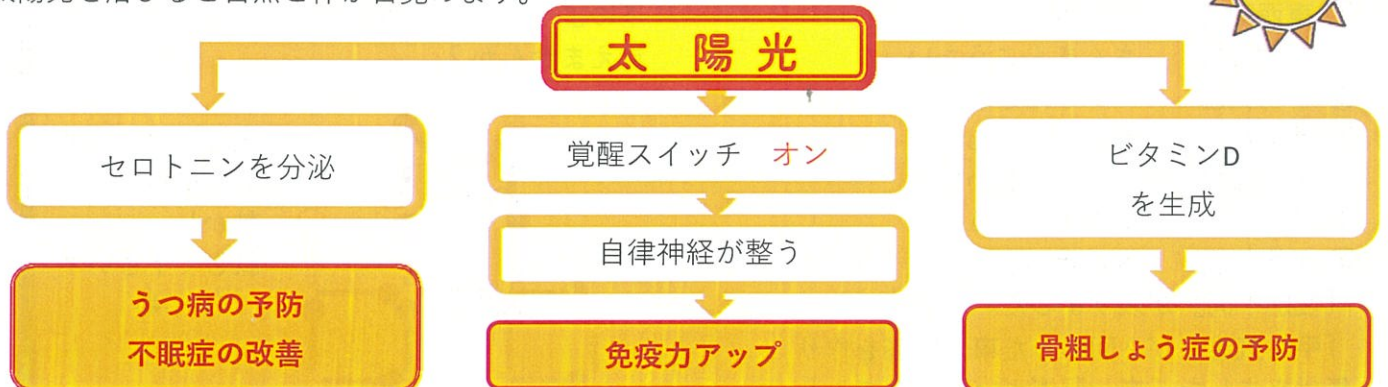 太陽光
セロトニンを分泌
うつ病の予防
不眠症の改善
覚醒スイッチ オン
自律神経が整う
免疫力アップ
ビタミンD
を生成
骨粗しょう症の予防